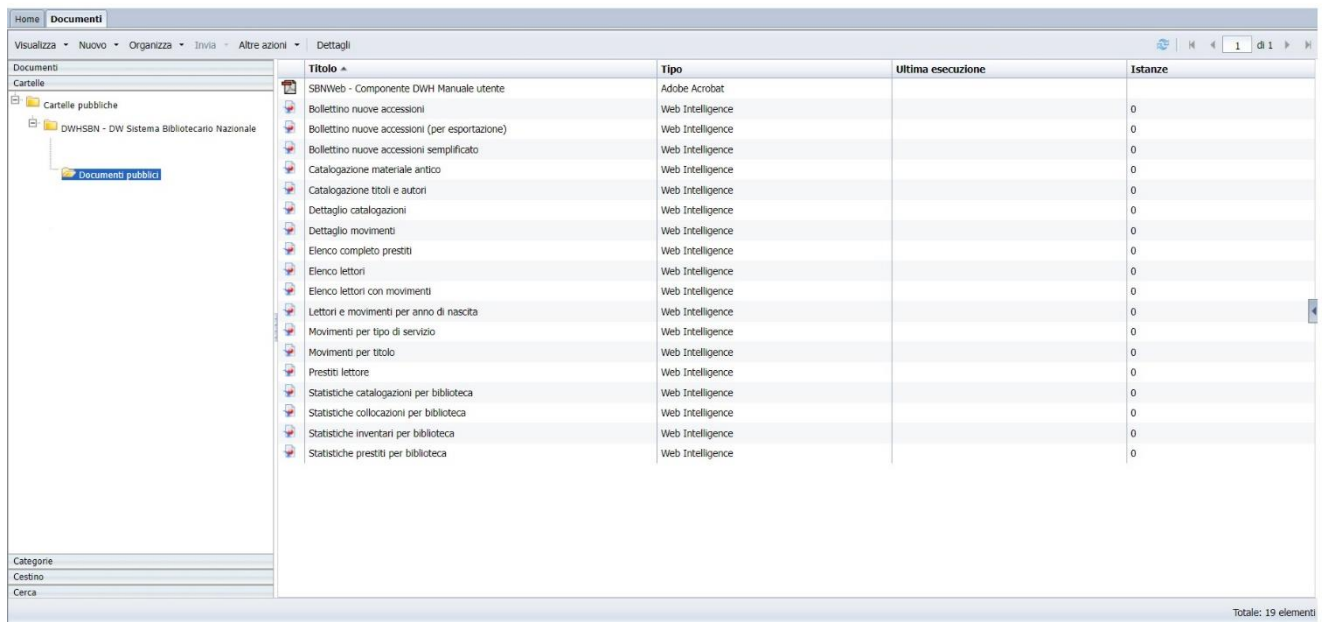 Home Documenti
Visualizza Nuovo Organizza Invia Altre azioni Dettagli 1 di 1
Documenti
Cartelle
Cartelle pubbliche
DWHSBN - DW Sistema Bibliotecario Nazionale
Documenti pubblici
Categorie
Cestino
Cerca
Titolo Tipo Ultima esecuzione Istanze
SBNWeb - Componente DWH Manuale utente Adobe Acrobat
Bollettino nuove accessioni Web Intelligence 0
Bollettino nuove accessioni (per esportazione) Web Intelligence 0
Bollettino nuove accessioni semplificato Web Intelligence 0
Catalogazione materiale antico Web Intelligence 0
Catalogazione titoli e autori Web Intelligence 0
Dettaglio catalogazioni Web Intelligence 0
Dettaglio movimenti Web Intelligence 0
Elenco completo prestiti Web Intelligence 0
Elenco lettori Web Intelligence 0
Elenco lettori con movimenti Web Intelligence 0
Lettori e movimenti per anno di nascita Web Intelligence 0
Movimenti per tipo di servizio Web Intelligence 0
Movimenti per titolo Web Intelligence 0
Prestiti lettore Web Intelligence 0
Statistiche catalogazioni per biblioteca Web Intelligence 0
Statistiche collocazioni per biblioteca Web Intelligence 0
Statistiche inventari per biblioteca Web Intelligence 0
Statistiche prestiti per biblioteca Web Intelligence 0
Totale: 19 elementi